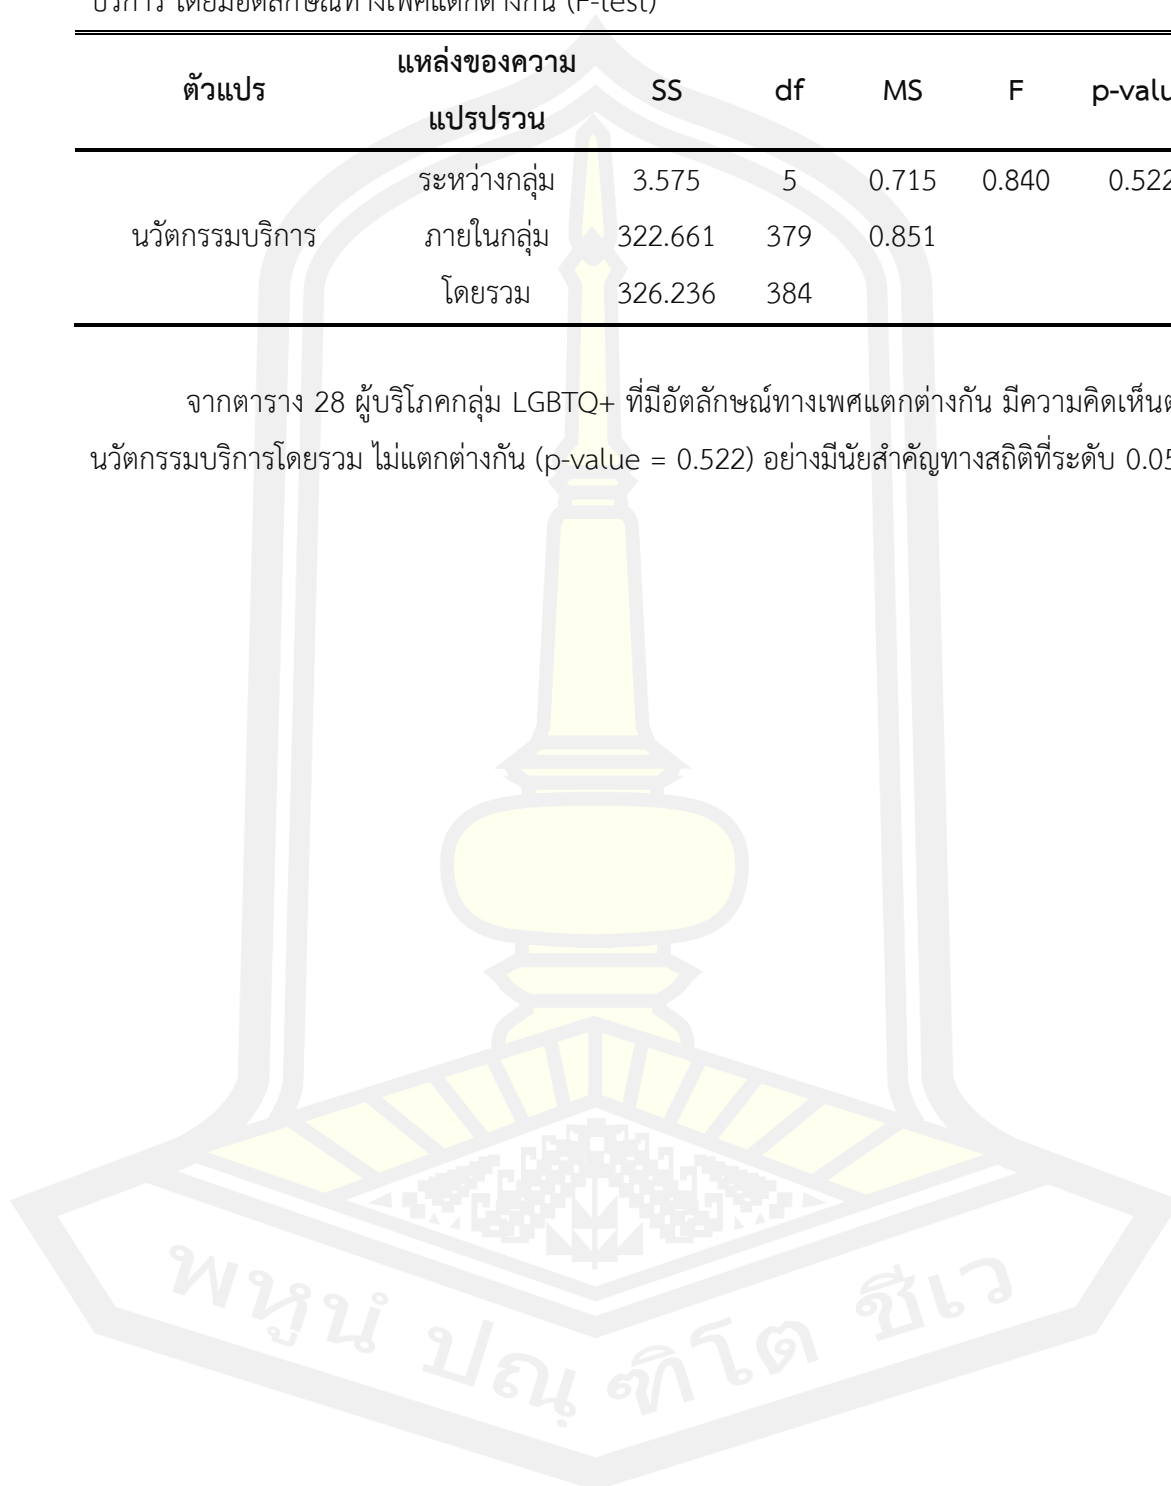 บริการ โดยมีอัตลักษณ์ทางเพศแตกต่างกัน (F-test)
ตัวแปร แหล่งของความแปรปรวน SS df MS F p-valu
ระหว่างกลุ่ม 3.575 5 0.715 0.840 0.522
นวัตกรรมบริการ ภายในกลุ่ม 322.661 379 0.851
โดยรวม 326.236 384
จากตาราง 28 ผู้บริโภคกลุ่ม LGBTQ+ ที่มีอัตลักษณ์ทางเพศแตกต่างกัน มีความคิดเห็น
นวัตกรรมบริการโดยรวม ไม่แตกต่างกัน (p-value = 0.522) อย่างมีนัยสำคัญทางสถิติที่ระดับ 0.05
พหูนํ ปณฺฑิโต ชีเว